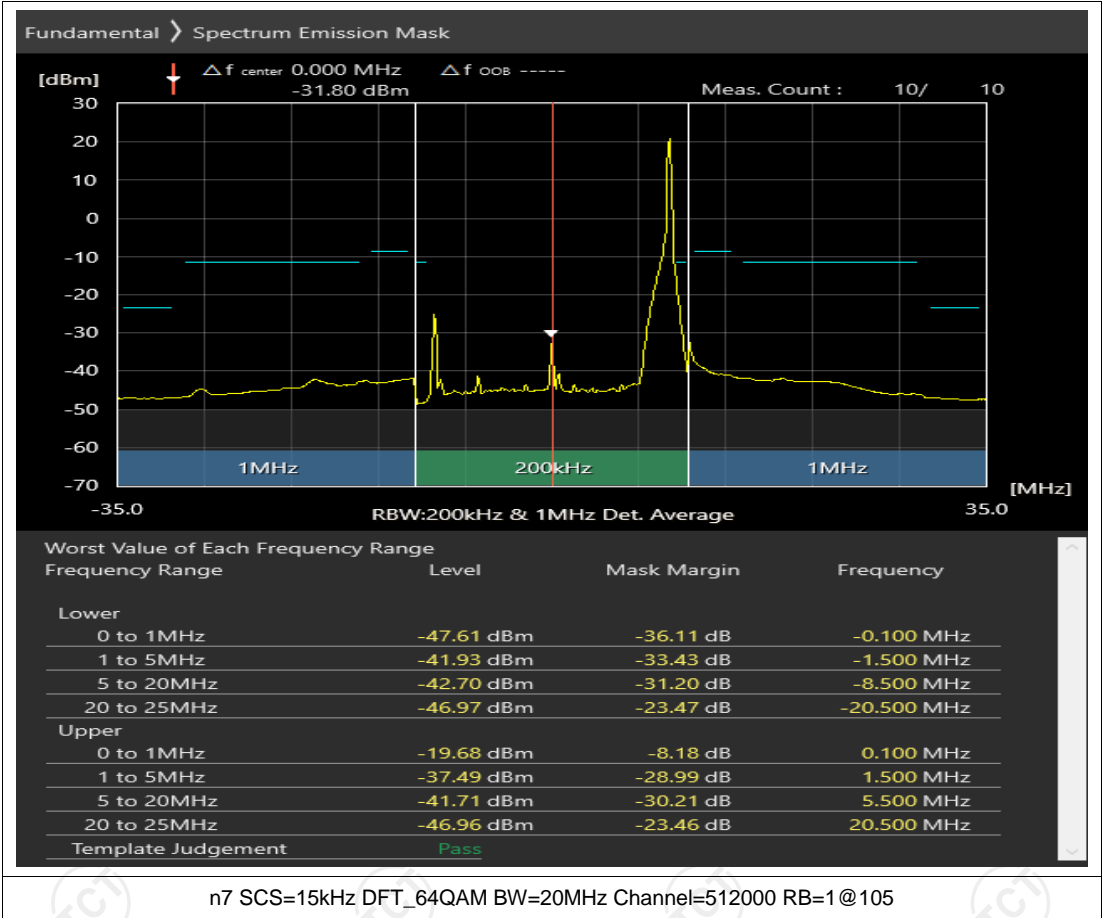 Fundamental 〉 Spectrum Emission Mask
[dBm] △f center 0.000 MHz △f OOB -----
-31.80 dBm Meas. Count : 10/ 10
30
20
10
0
-10
-20
-30
-40
-50
-60
-70
1MHz 200kHz 1MHz
[MHz]
-35.0 RBW:200kHz & 1MHz Det. Average 35.0
Worst Value of Each Frequency Range
Frequency Range Level Mask Margin Frequency
Lower
0 to 1MHz -47.61 dBm -36.11 dB -0.100 MHz
1 to 5MHz -41.93 dBm -33.43 dB -1.500 MHz
5 to 20MHz -42.70 dBm -31.20 dB -8.500 MHz
20 to 25MHz -46.97 dBm -23.47 dB -20.500 MHz
Upper
0 to 1MHz -19.68 dBm -8.18 dB 0.100 MHz
1 to 5MHz -37.49 dBm -28.99 dB 1.500 MHz
5 to 20MHz -41.71 dBm -30.21 dB 5.500 MHz
20 to 25MHz -46.96 dBm -23.46 dB 20.500 MHz
Template Judgement Pass
n7 SCS=15kHz DFT_64QAM BW=20MHz Channel=512000 RB=1@105
TCT TCT TCT TCT